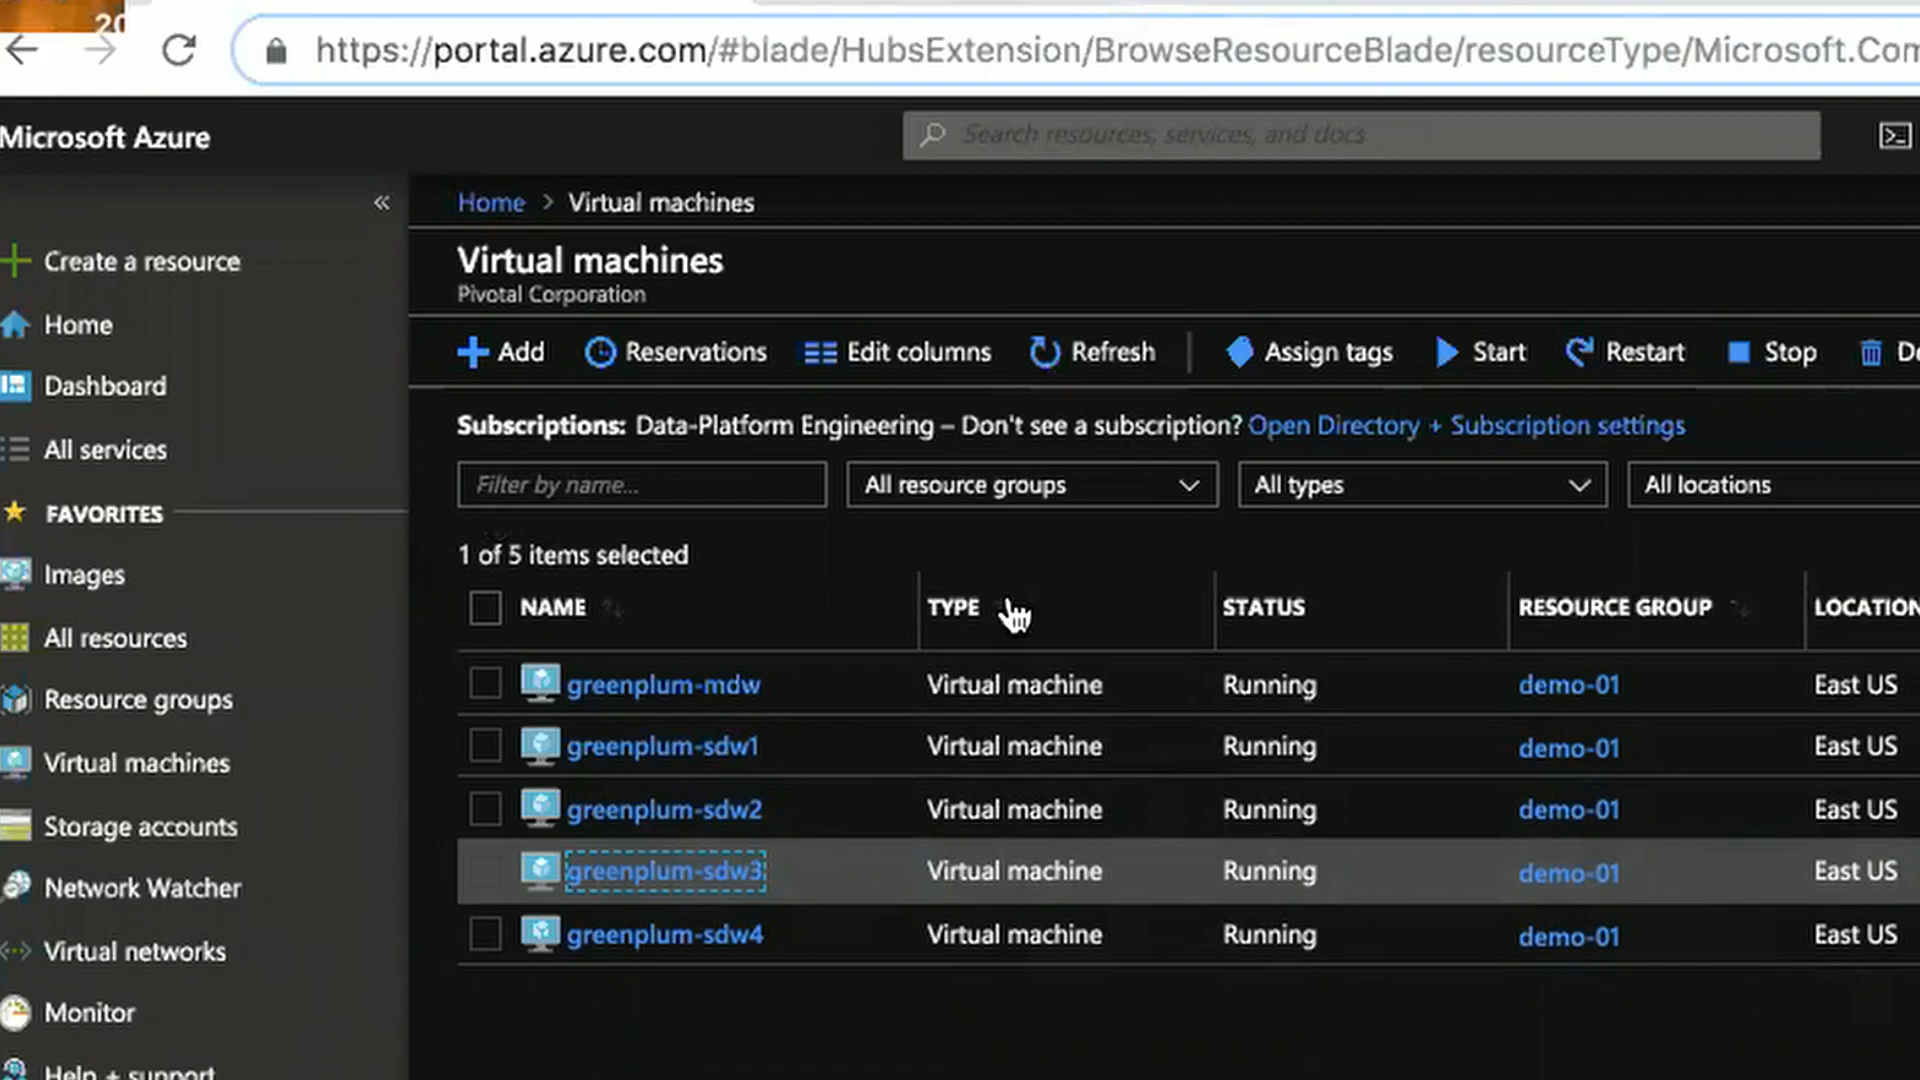 20
https://portal.azure.com/#blade/HubsExtension/BrowseResourceBlade/resourceType/Microsoft.Com
Microsoft Azure
Search resources, services, and docs
«
Home > Virtual machines
Create a resource
Home
Dashboard
All services
FAVORITES
Images
All resources
Resource groups
Virtual machines
Storage accounts
Network Watcher
Virtual networks
Monitor
Help + support
Virtual machines
Pivotal Corporation
Add Reservations Edit columns Refresh Assign tags Start Restart Stop De
Subscriptions: Data-Platform Engineering – Don't see a subscription? Open Directory + Subscription settings
Filter by name... All resource groups All types All locations
1 of 5 items selected
NAME TYPE STATUS RESOURCE GROUP LOCATION
greenplum-mdw Virtual machine Running demo-01 East US
greenplum-sdw1 Virtual machine Running demo-01 East US
greenplum-sdw2 Virtual machine Running demo-01 East US
greenplum-sdw3 Virtual machine Running demo-01 East US
greenplum-sdw4 Virtual machine Running demo-01 East US